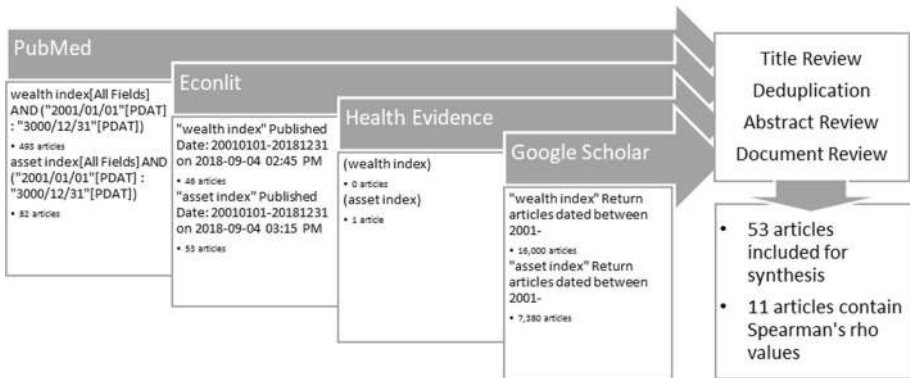 PubMed
wealth index[All Fields]
AND ("2001/01/01"[PDAT]
: "3000/12/31"[PDAT])
• 493 articles
asset index[All Fields] AND
("2001/01/01"[PDAT] :
"3000/12/31"[PDAT])
• 82 articles
Econlit
"wealth index" Published
Date: 20010101-20181231
on 2018-09-04 02:45 PM
• 46 articles
"asset index" Published
Date: 20010101-20181231
on 2018-09-04 03:15 PM
• 53 articles
Health Evidence
(wealth index)
• 0 articles
(asset index)
• 1 article
Google Scholar
"wealth index" Return
articles dated between
2001-
• 16,000 articles
"asset index" Return
articles dated between
2001-
• 7,380 articles
Title Review
Deduplication
Abstract Review
Document Review
• 53 articles
included for
synthesis
• 11 articles contain
Spearman's rho
values